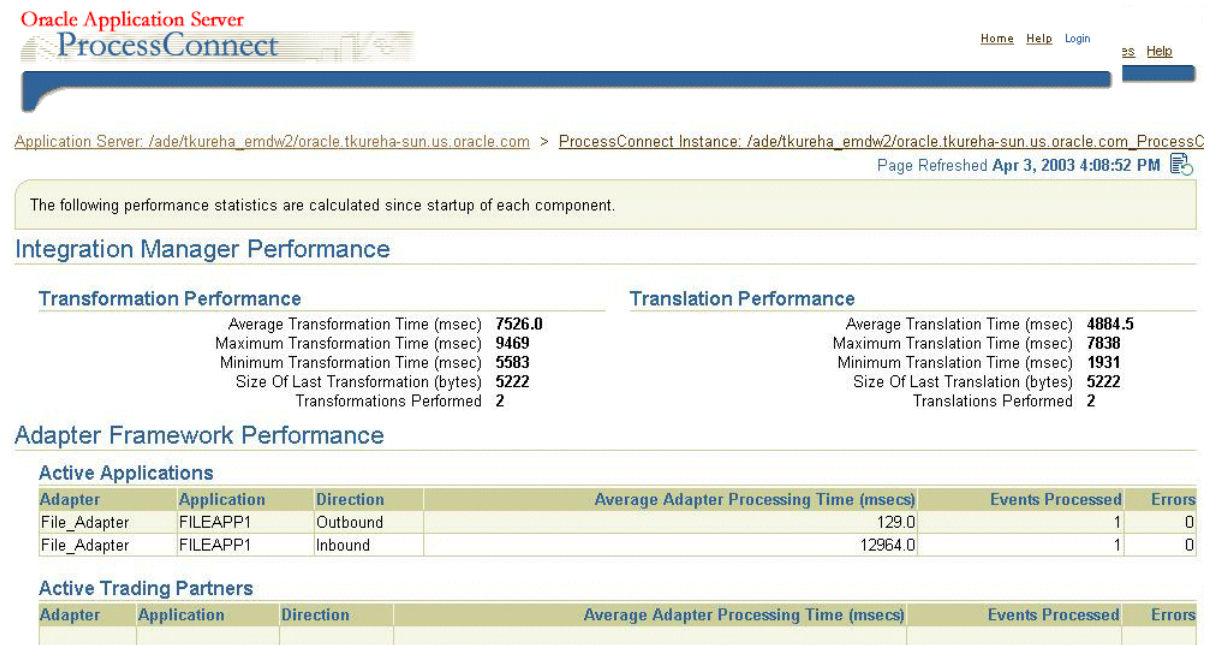 Oracle Application Server
ProcessConnect
Home Help Login
es Help
Application Server: /ade/tkureha_emdw2/oracle.tkureha-sun.us.oracle.com > ProcessConnect Instance: /ade/tkureha_emdw2/oracle.tkureha-sun.us.oracle.com_ProcessC
Page Refreshed Apr 3, 2003 4:08:52 PM
The following performance statistics are calculated since startup of each component.
Integration Manager Performance
Transformation Performance
Average Transformation Time (msec) 7526.0
Maximum Transformation Time (msec) 9469
Minimum Transformation Time (msec) 5583
Size Of Last Transformation (bytes) 5222
Transformations Performed 2
Translation Performance
Average Translation Time (msec) 4884.5
Maximum Translation Time (msec) 7838
Minimum Translation Time (msec) 1931
Size Of Last Translation (bytes) 5222
Translations Performed 2
Adapter Framework Performance
Active Applications
Adapter Application Direction Average Adapter Processing Time (msecs) Events Processed Errors
File_Adapter FILEAPP1 Outbound 129.0 1 0
File_Adapter FILEAPP1 Inbound 12964.0 1 0
Active Trading Partners
Adapter Application Direction Average Adapter Processing Time (msecs) Events Processed Errors